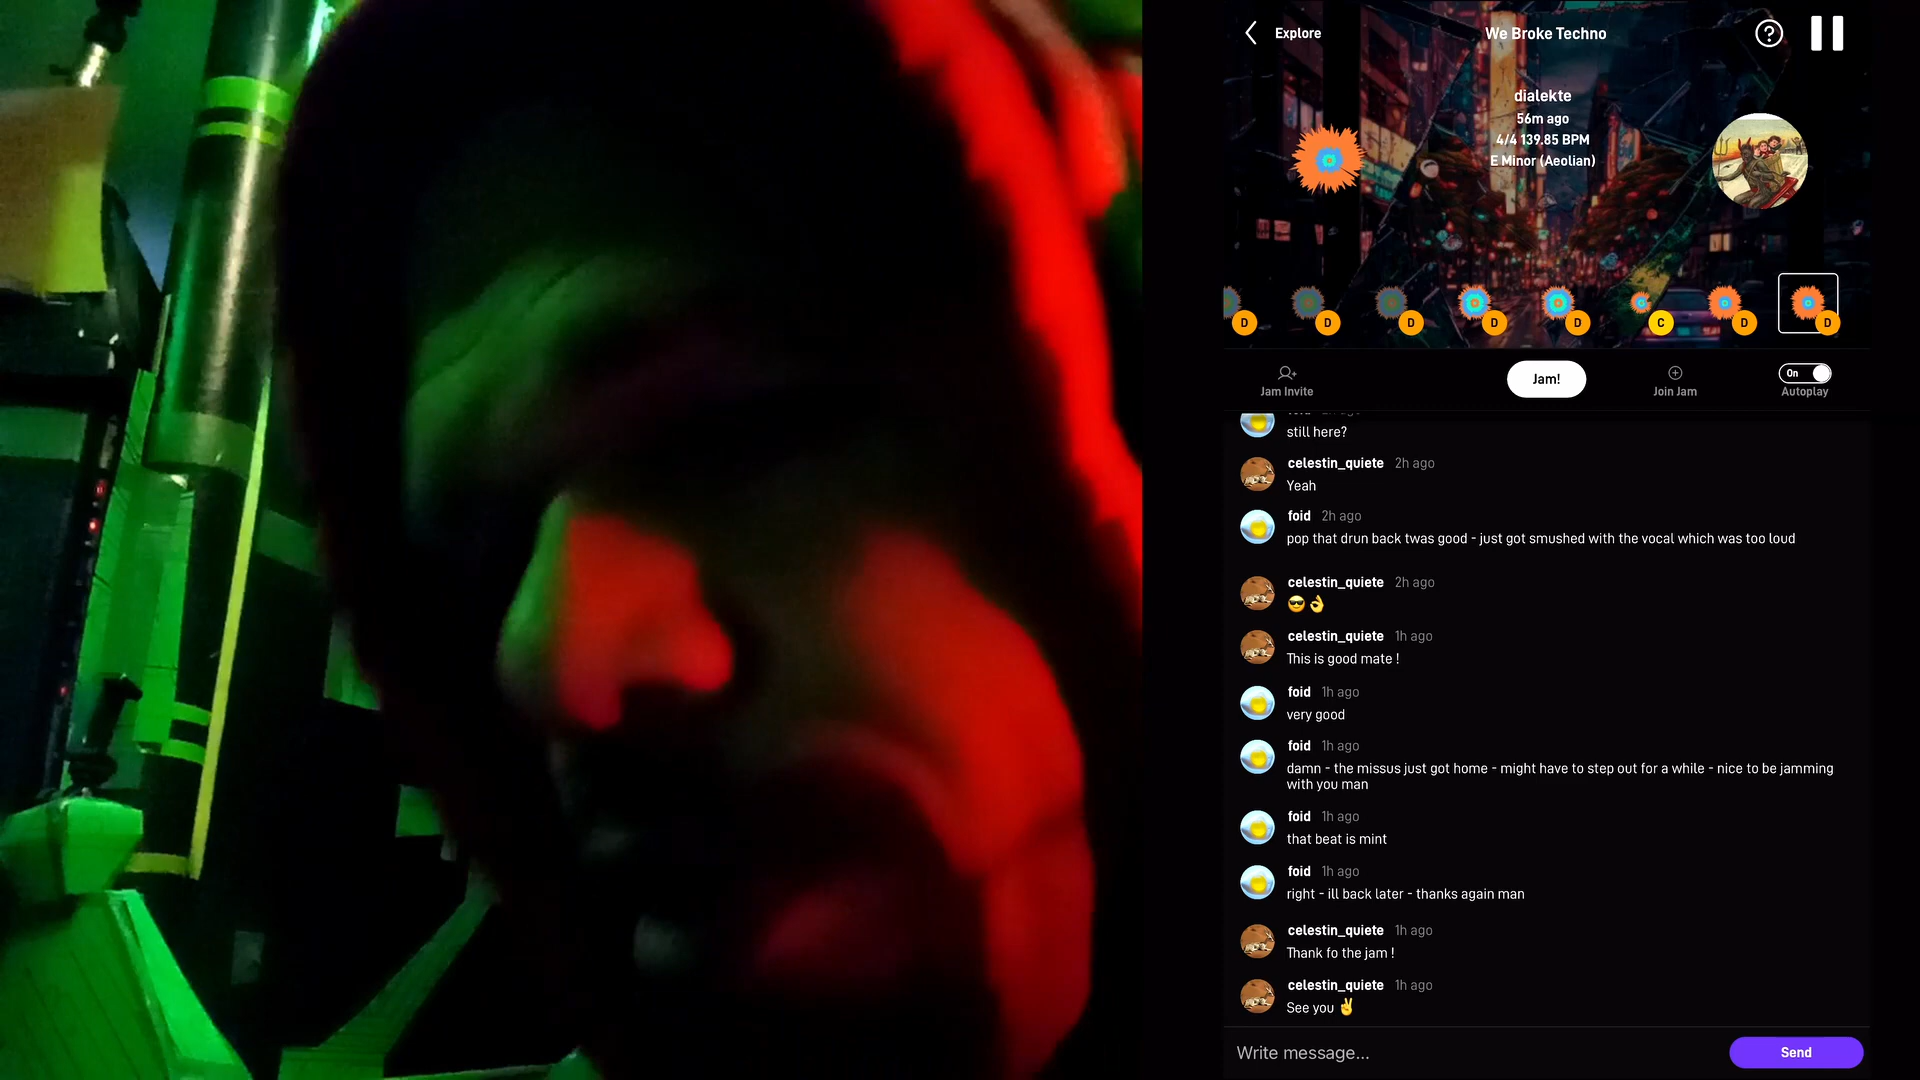 Explore
We Broke Techno
?
dialekte
56m ago
4/4 139.85 BPM
E Minor (Aeolian)
D D D D D C D D
Jam Invite
Jam!
Join Jam
On
Autoplay
still here?
celestin_quiete 2h ago
Yeah
foid 2h ago
pop that drun back twas good - just got smushed with the vocal which was too loud
celestin_quiete 2h ago
😎👌
celestin_quiete 1h ago
This is good mate !
foid 1h ago
very good
foid 1h ago
damn - the missus just got home - might have to step out for a while - nice to be jamming
with you man
foid 1h ago
that beat is mint
foid 1h ago
right - ill back later - thanks again man
celestin_quiete 1h ago
Thank fo the jam !
celestin_quiete 1h ago
See you ✌️
Write message...
Send